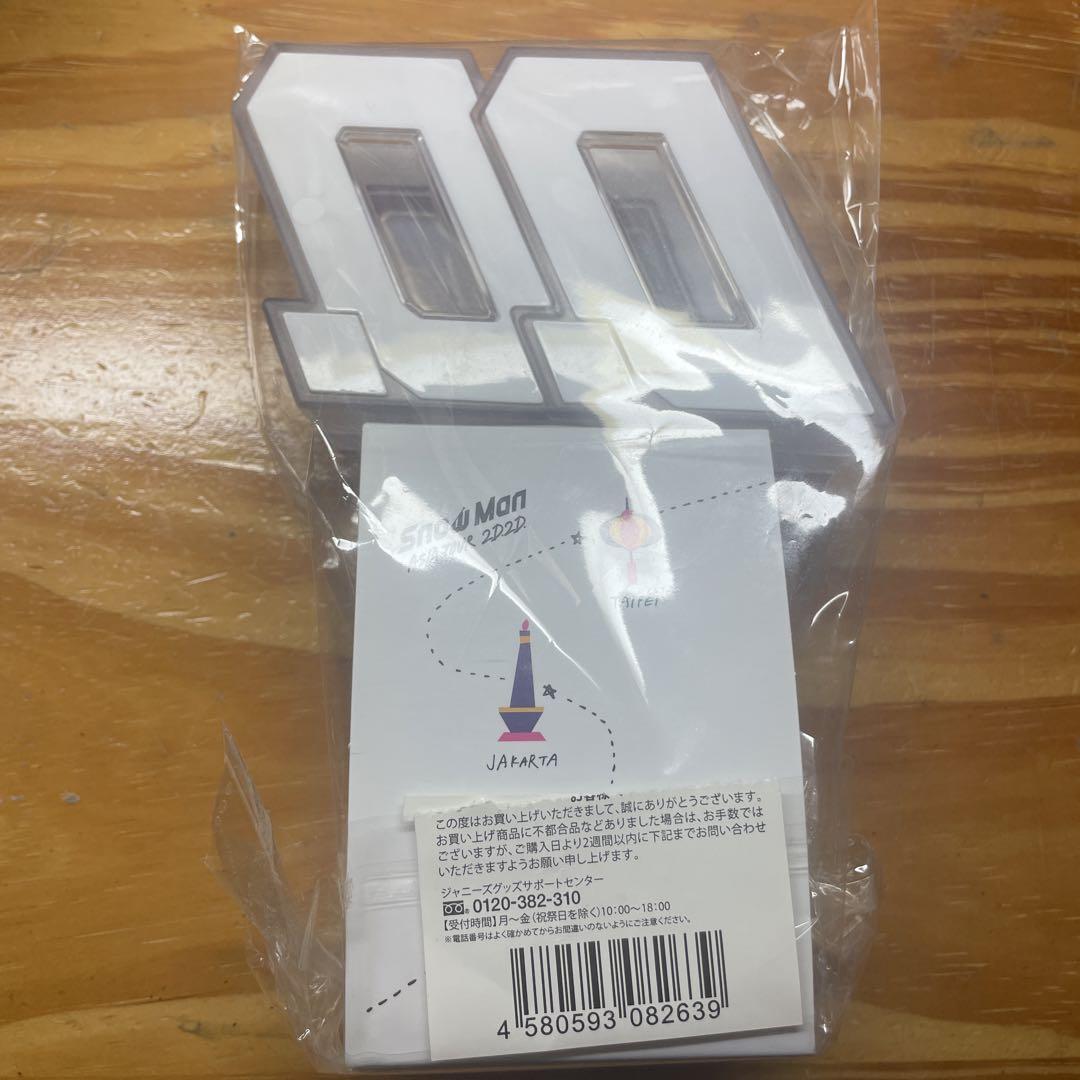 Snow Man
ASIA TOUR 2D.2D.
TAIPEI
JAKARTA
お客様へ
この度はお買い上げいただきまして、誠にありがとうございます。
お買い上げ商品に不都合品などありました場合は、お手数では
ございますが、ご購入日より2週間以内に下記までお問い合わせ
いただきますようお願い申し上げます。
ジャニーズグッズサポートセンター
0120-382-310
【受付時間】月〜金(祝祭日を除く)10:00〜18:00
※電話番号はよく確かめてからお間違いのないようにご注意ください。
4 580593 082639